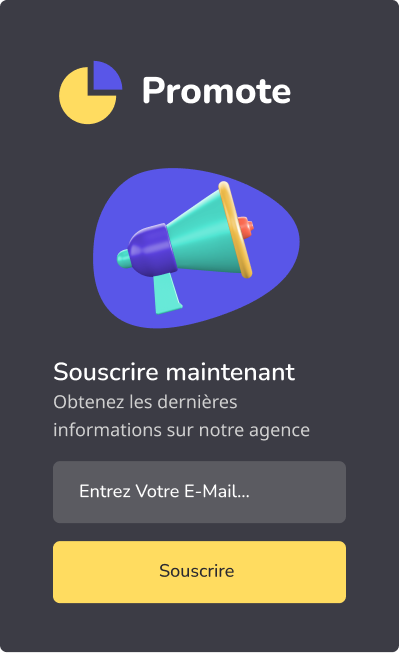 Promote
Souscrire maintenant
Obtenez les dernières
informations sur notre agence
Entrez Votre E-Mail...
Souscrire